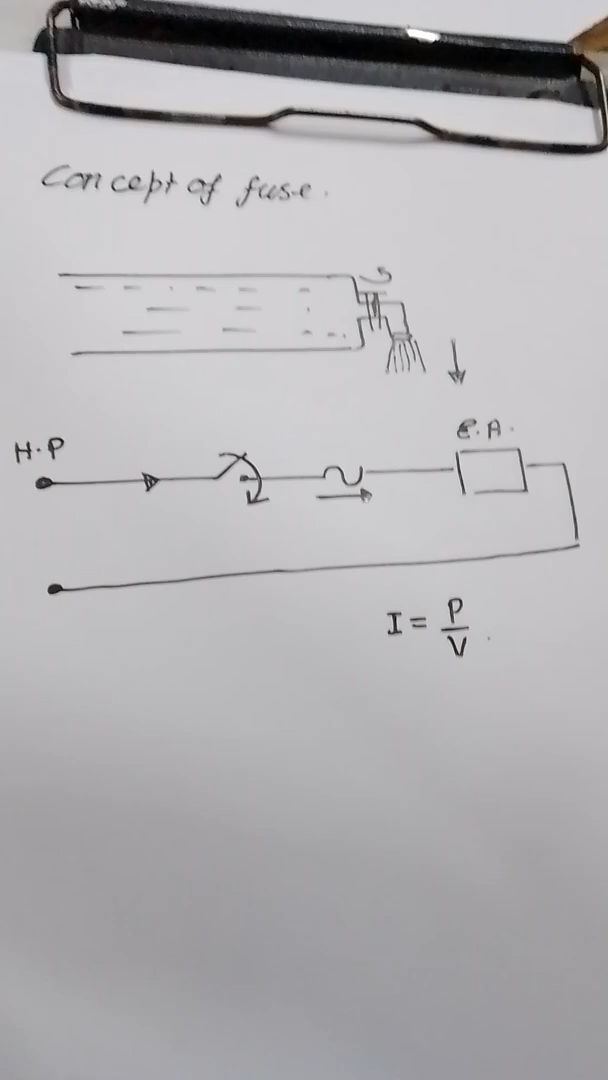 Concept of fuse.
H.P
E.A.
I = P/V.